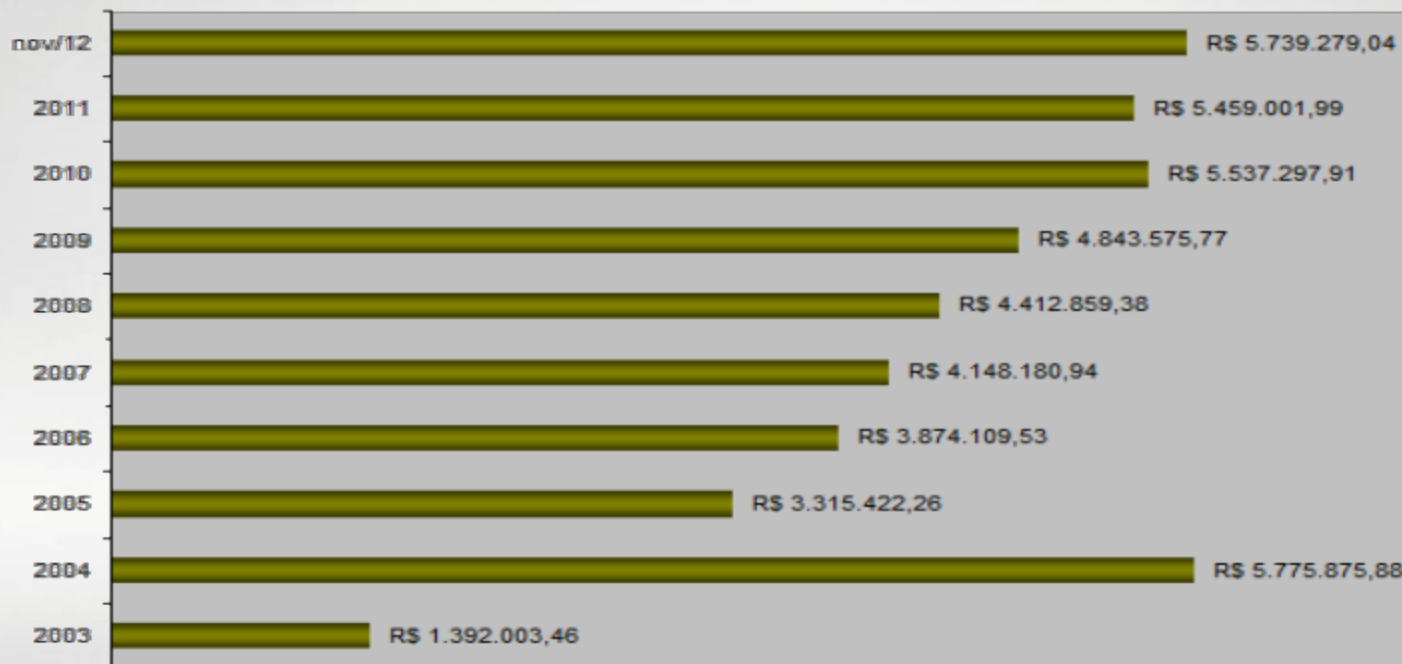 nov/12 R$ 5.739.279,04
2011 R$ 5.459.001,99
2010 R$ 5.537.297,91
2009 R$ 4.843.575,77
2008 R$ 4.412.859,38
2007 R$ 4.148.180,94
2006 R$ 3.874.109,53
2005 R$ 3.315.422,26
2004 R$ 5.775.875,88
2003 R$ 1.392.003,46